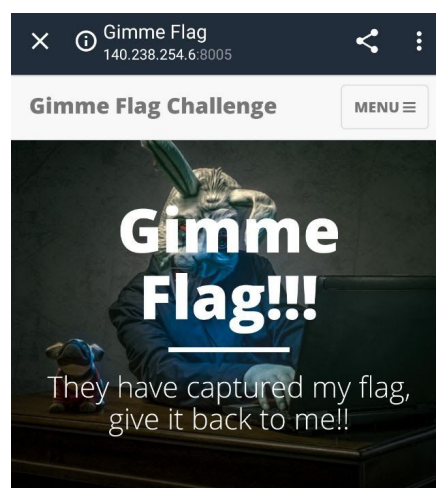 Gimme Flag
140.238.254.6:8005
Gimme Flag Challenge
MENU
Gimme
Flag!!!
They have captured my flag,
give it back to me!!